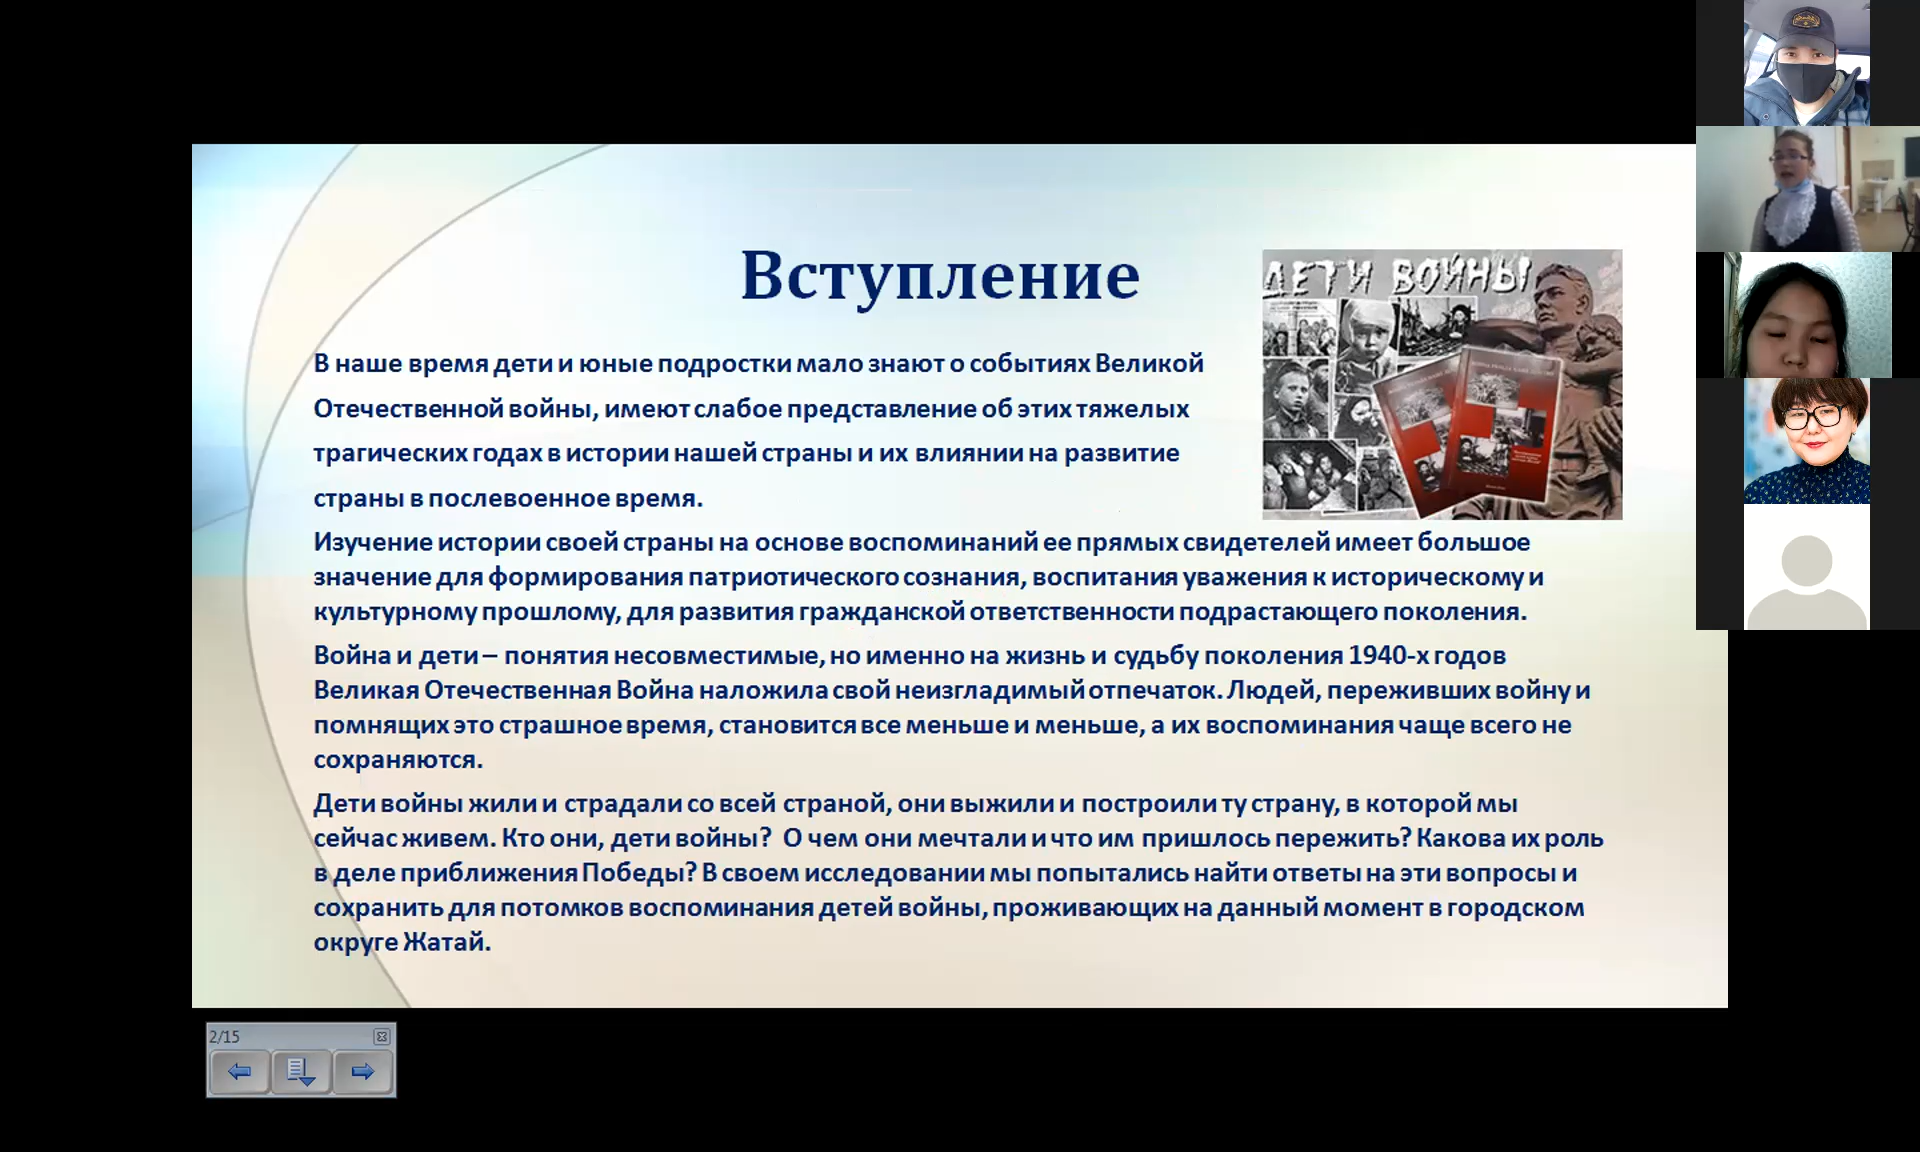 Вступление
ДЕТИ ВОЙНЫ
В наше время дети и юные подростки мало знают о событиях Великой
Отечественной войны, имеют слабое представление об этих тяжелых
трагических годах в истории нашей страны и их влиянии на развитие
страны в послевоенное время.
Изучение истории своей страны на основе воспоминаний ее прямых свидетелей имеет большое
значение для формирования патриотического сознания, воспитания уважения к историческому и
культурному прошлому, для развития гражданской ответственности подрастающего поколения.
Война и дети – понятия несовместимые, но именно на жизнь и судьбу поколения 1940-х годов
Великая Отечественная Война наложила свой неизгладимый отпечаток. Людей, переживших войну и
помнящих это страшное время, становится все меньше и меньше, а их воспоминания чаще всего не
сохраняются.
Дети войны жили и страдали со всей страной, они выжили и построили ту страну, в которой мы
сейчас живем. Кто они, дети войны? О чем они мечтали и что им пришлось пережить? Какова их роль
в деле приближения Победы? В своем исследовании мы попытались найти ответы на эти вопросы и
сохранить для потомков воспоминания детей войны, проживающих на данный момент в городском
округе Жатай.
2/15